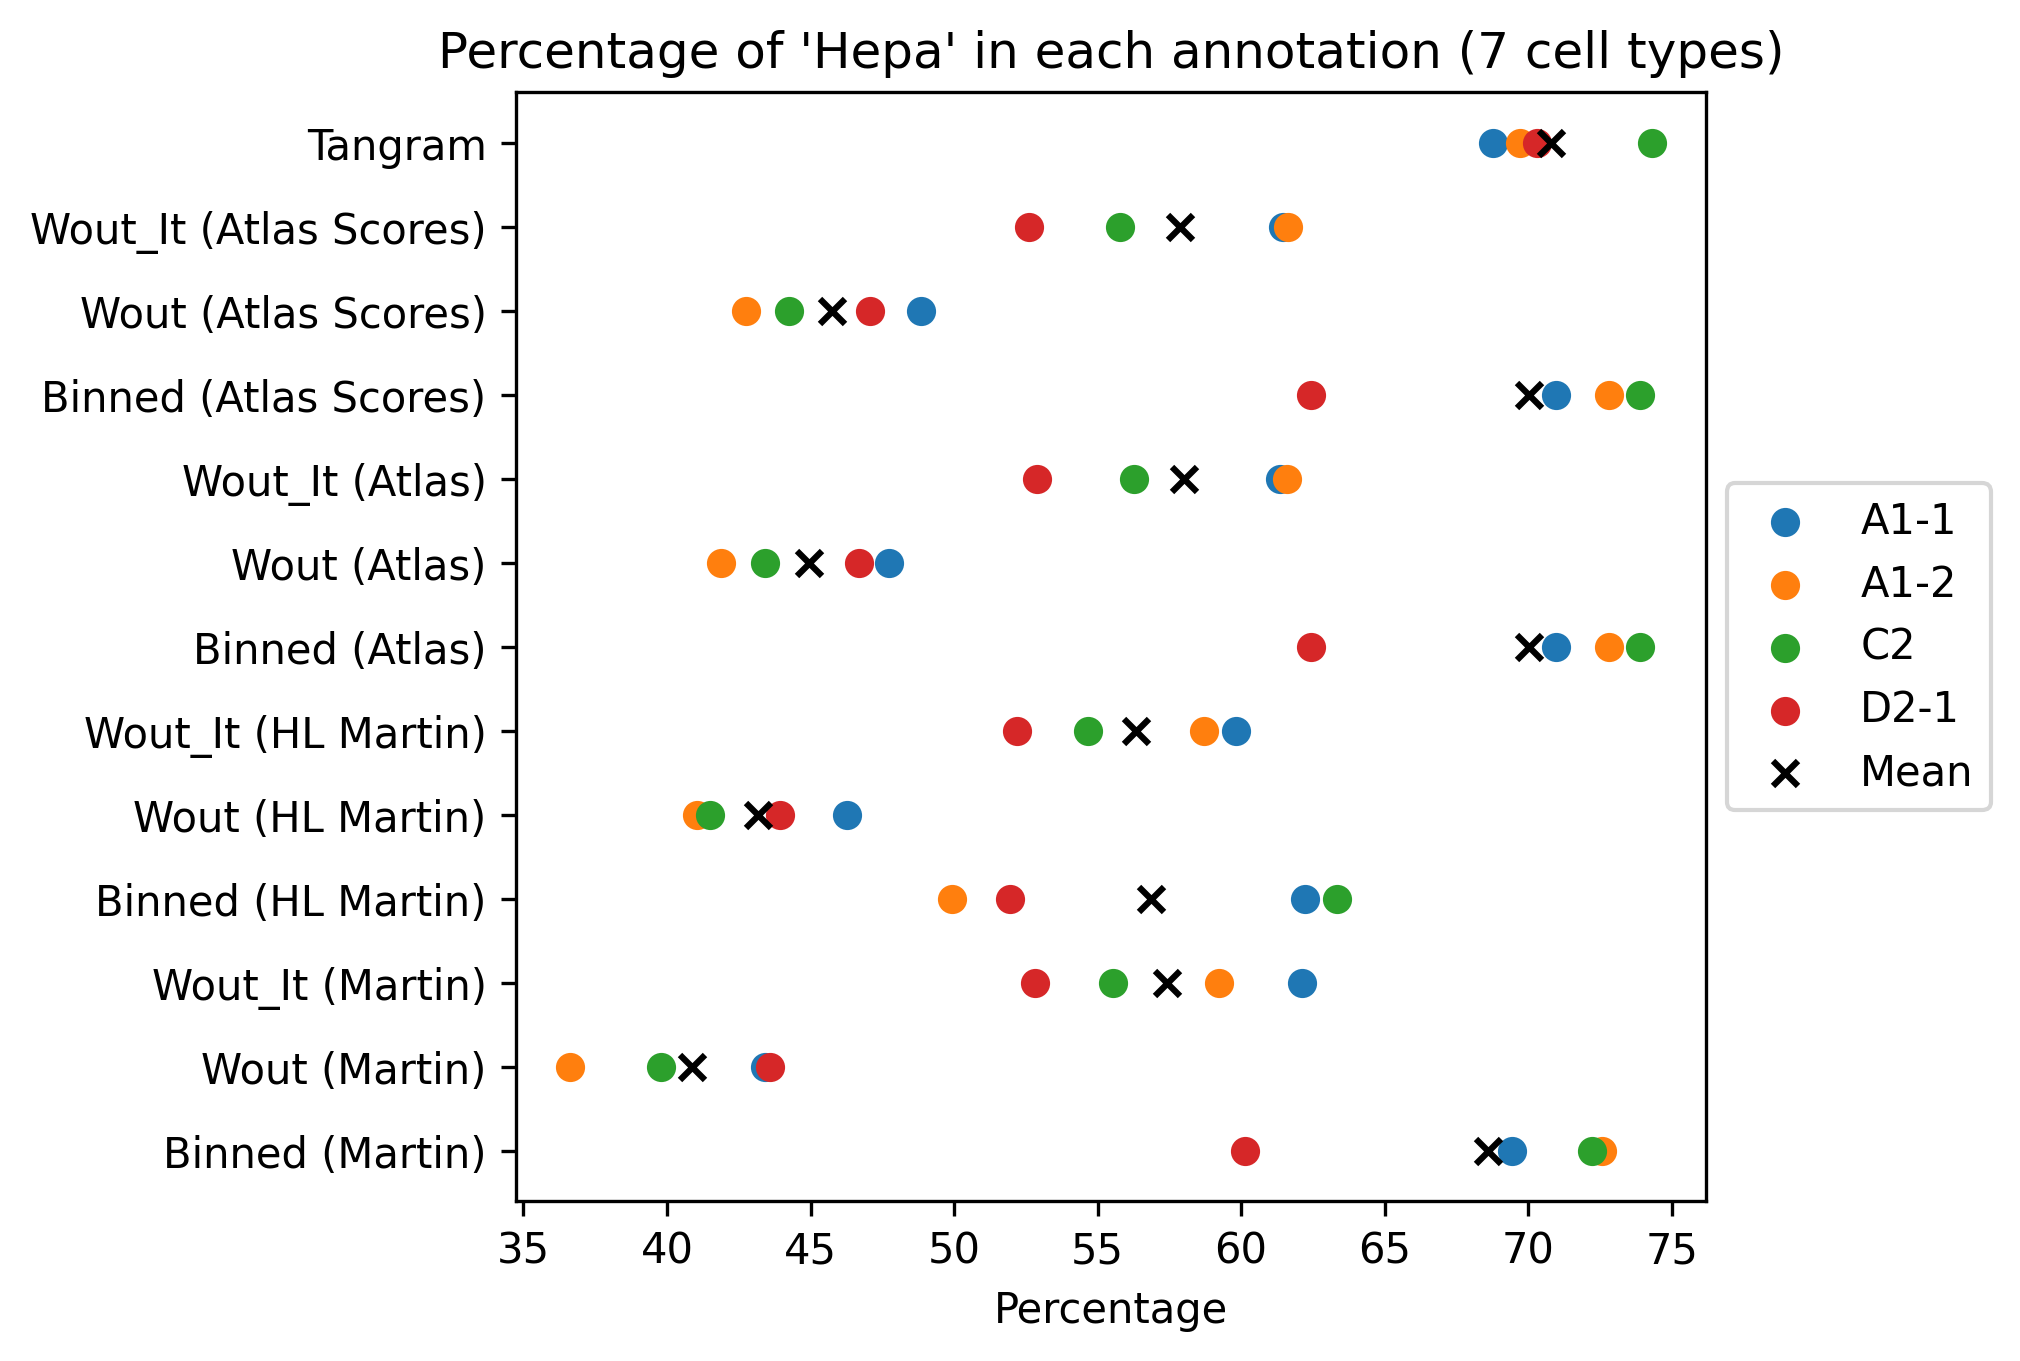 Percentage of 'Hepa' in each annotation (7 cell types)
Tangram
Wout_It (Atlas Scores)
Wout (Atlas Scores)
Binned (Atlas Scores)
Wout_It (Atlas)
Wout (Atlas)
Binned (Atlas)
Wout_It (HL Martin)
Wout (HL Martin)
Binned (HL Martin)
Wout_It (Martin)
Wout (Martin)
Binned (Martin)
35 40 45 50 55 60 65 70 75
Percentage
A1-1
A1-2
C2
D2-1
Mean